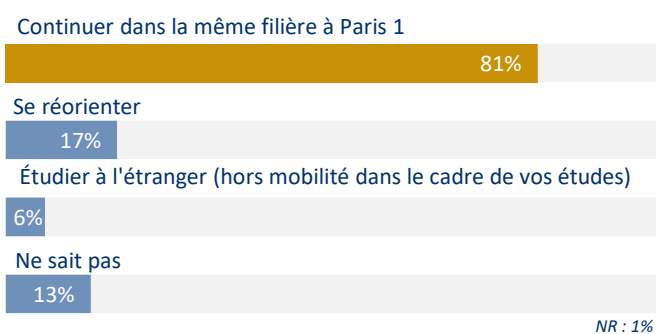 Continuer dans la même filière à Paris 1
81%
Se réorienter
17%
Étudier à l'étranger (hors mobilité dans le cadre de vos études)
6%
Ne sait pas
13%
NR : 1%